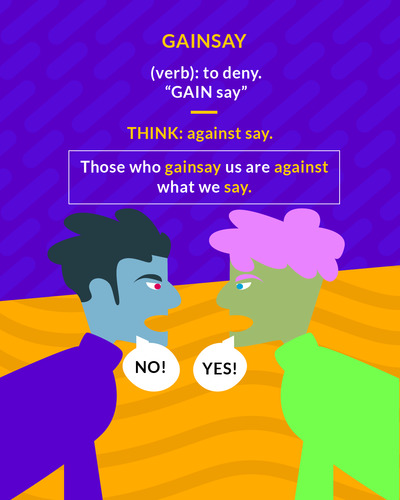 GAINSAY
(verb): to deny.
“GAIN say”
THINK: against say.
Those who gainsay us are against
what we say.
NO!
YES!